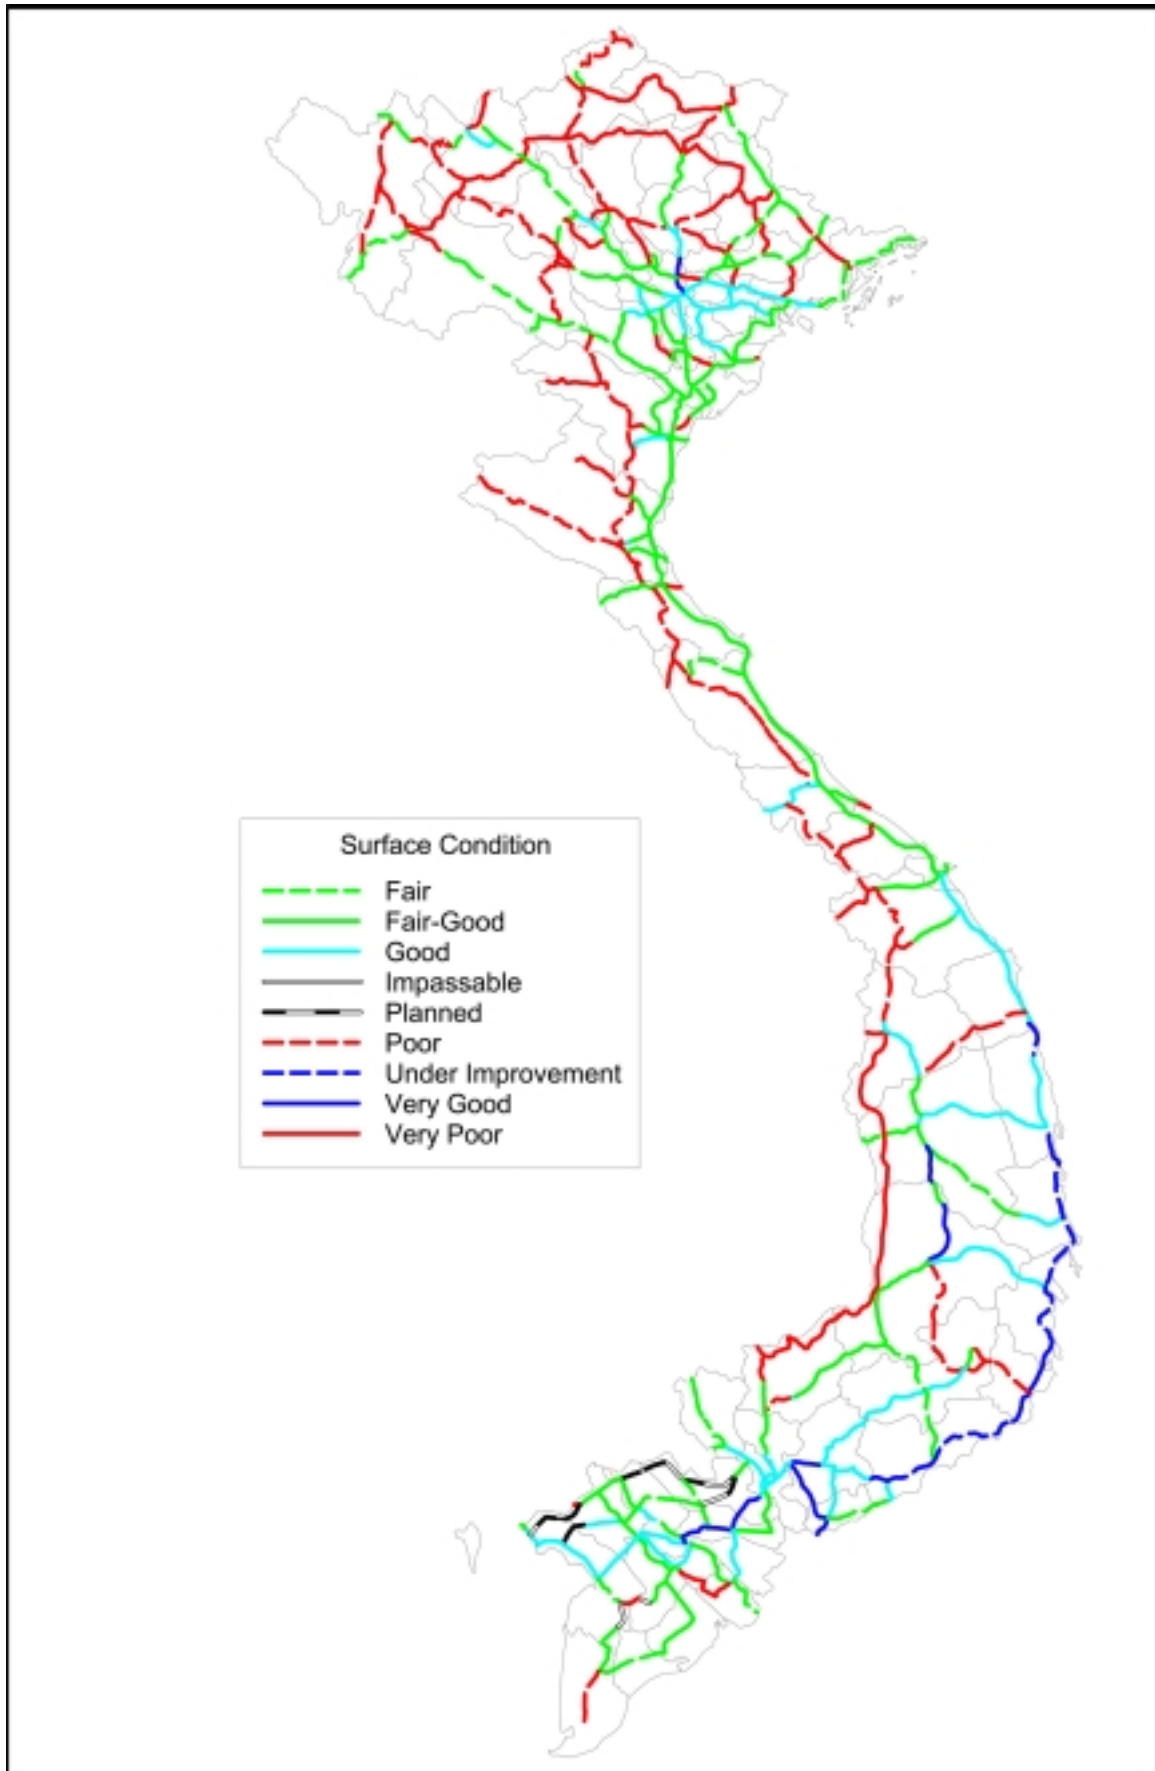 Surface Condition
Fair
Fair-Good
Good
Impassable
Planned
Poor
Under Improvement
Very Good
Very Poor